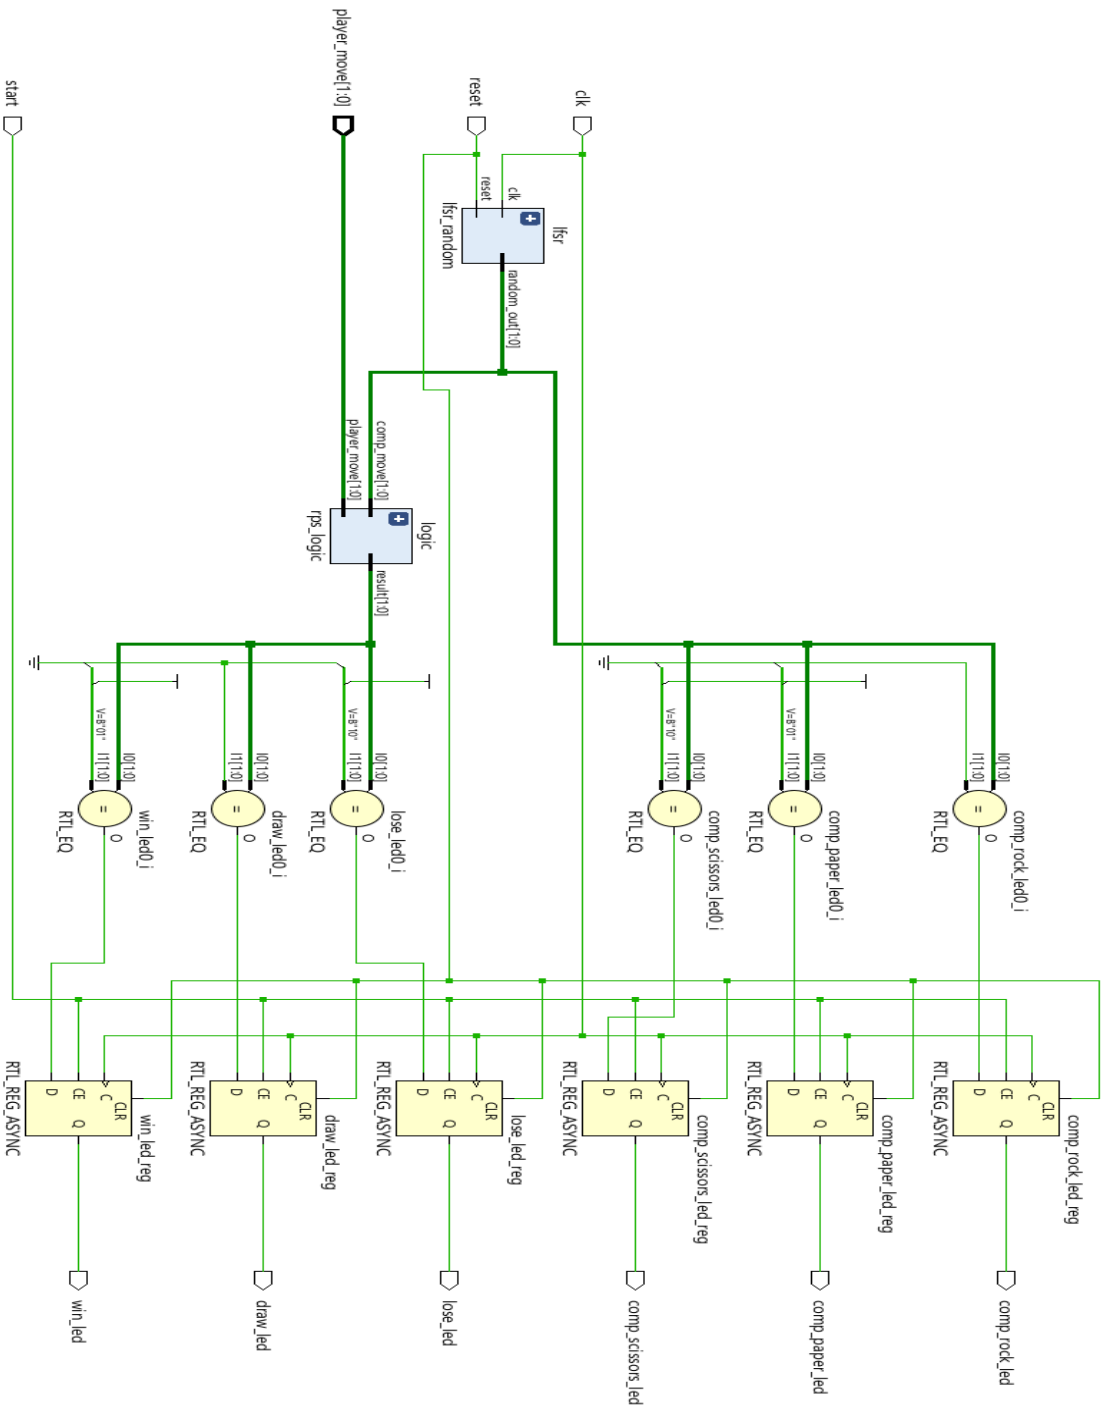 clk
reset
player_move[1:0]
start
lfsr
clk
reset
lfsr_random
random_out[1:0]
comp_move[1:0]
player_move[1:0]
logic
rps_logic
result[1:0]
I0[1:0]
I1[1:0]
=
O
comp_rock_led0_i
RTL_EQ
V=B"01"
I0[1:0]
I1[1:0]
=
O
comp_paper_led0_i
RTL_EQ
V=B"10"
I0[1:0]
I1[1:0]
=
O
comp_scissors_led0_i
RTL_EQ
V=B"10"
I0[1:0]
I1[1:0]
=
O
lose_led0_i
RTL_EQ
I0[1:0]
I1[1:0]
=
O
draw_led0_i
RTL_EQ
V=B"01"
I0[1:0]
I1[1:0]
=
O
win_led0_i
RTL_EQ
comp_rock_led_reg
CLR
C
CE
D
Q
RTL_REG_ASYNC
comp_rock_led
comp_paper_led_reg
CLR
C
CE
D
Q
RTL_REG_ASYNC
comp_paper_led
comp_scissors_led_reg
CLR
C
CE
D
Q
RTL_REG_ASYNC
comp_scissors_led
lose_led_reg
CLR
C
CE
D
Q
RTL_REG_ASYNC
lose_led
draw_led_reg
CLR
C
CE
D
Q
RTL_REG_ASYNC
draw_led
win_led_reg
CLR
C
CE
D
Q
RTL_REG_ASYNC
win_led